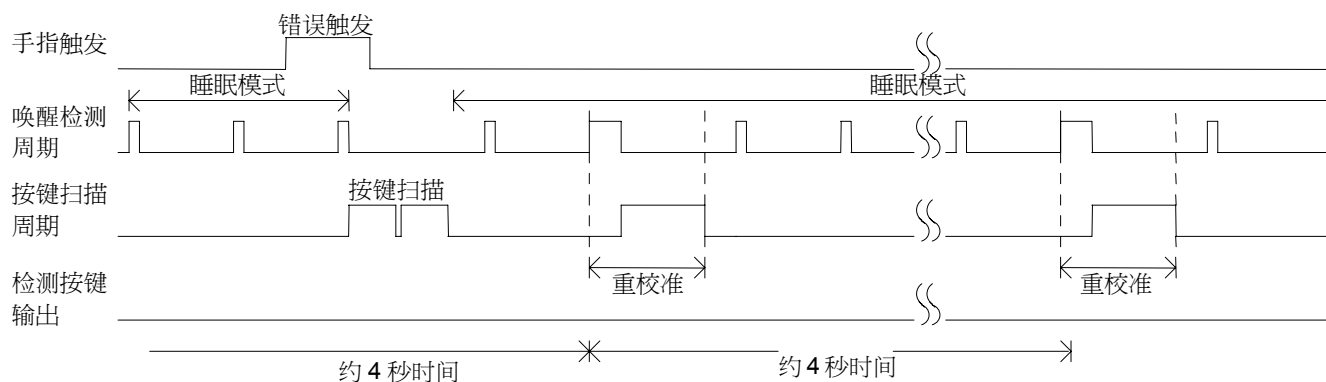 错误触发
手指触发
睡眠模式
睡眠模式
唤醒检测
周期
按键扫描
按键扫描
周期
重校准
重校准
检测按键
输出
约 4 秒时间
约 4 秒时间